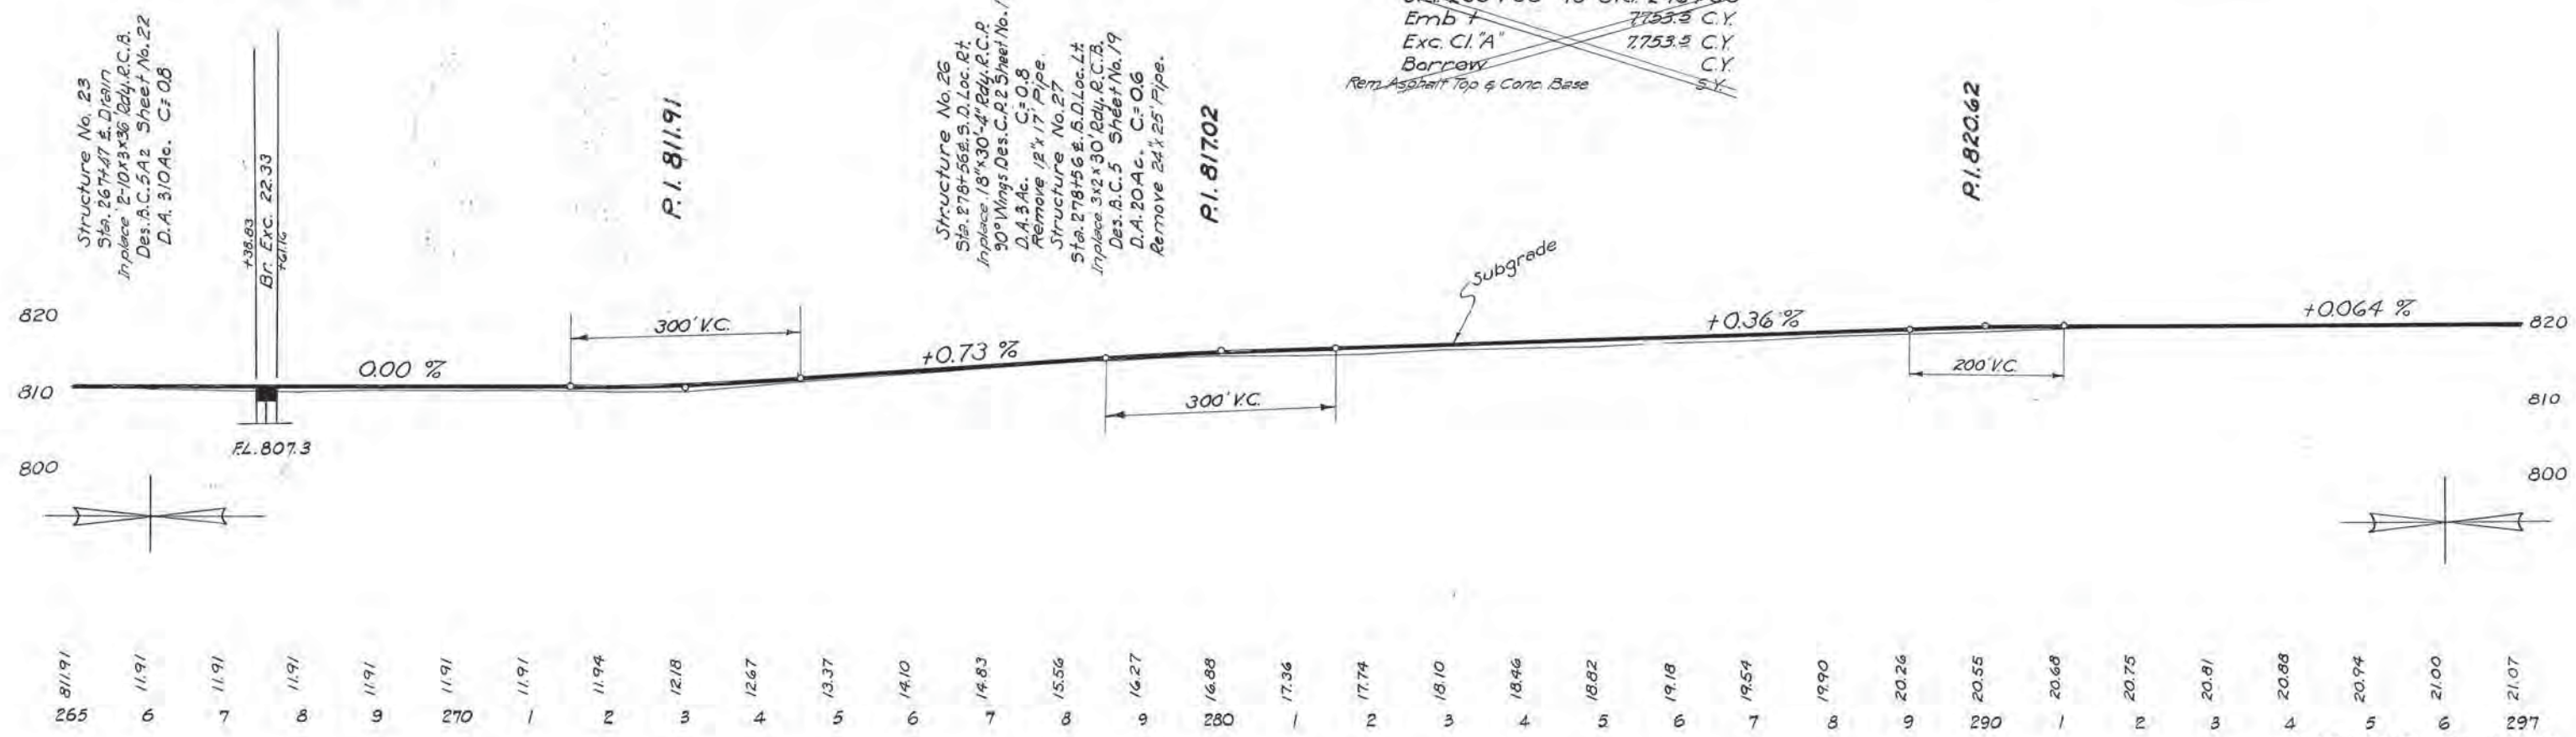 Structure No. 23
Sta. 267+47 ℄ Drain
Inplace 2-10x3x36' Rdy. R.C.B.
Des. B.C. 5A2 Sheet No. 22
D.A. 310 Ac. C= 0.8
+38.83
Br. Exc. 22.33
+61.16
P.I. 811.91
Structure No. 26
Sta. 278+56 ℄ S.D. Loc. Rt.
Inplace 18"x30'-4" Rdy. R.C.P.
90° Wings Des. C.P. 2 Sheet No.
D.A. 3 Ac. C= 0.8
Remove 12"x17' Pipe.
Structure No. 27
Sta. 278+56 ℄ S.D. Loc. Lt
Inplace 3x2x30' Rdy. R.C.B.
Des. B.C. 5 Sheet No. 19
D.A. 20 Ac. C.= 0.6
Remove 24"x25' Pipe.
P.I. 817.02
Emb + 7753.5 C.Y.
Exc. Cl. "A" 7,753.5 C.Y.
Borrow C.Y.
Rem. Asphalt Top & Conc. Base S.Y.
P.I. 820.62
subgrade
820
300' V.C.
+0.36 %
+0.064 %
820
0.00 %
+0.73 %
200' V.C.
810
300' V.C.
810
F.L. 807.3
800
800
811.91 11.91 11.91 11.91 11.91 11.91 11.91 11.94 12.18 12.67 13.37 14.10 14.83 15.56 16.27 16.88 17.36 17.74 18.10 18.46 18.82 19.18 19.54 19.90 20.26 20.55 20.68 20.75 20.81 20.88 20.94 21.00 21.07
265 6 7 8 9 270 1 2 3 4 5 6 7 8 9 280 1 2 3 4 5 6 7 8 9 290 1 2 3 4 5 6 297